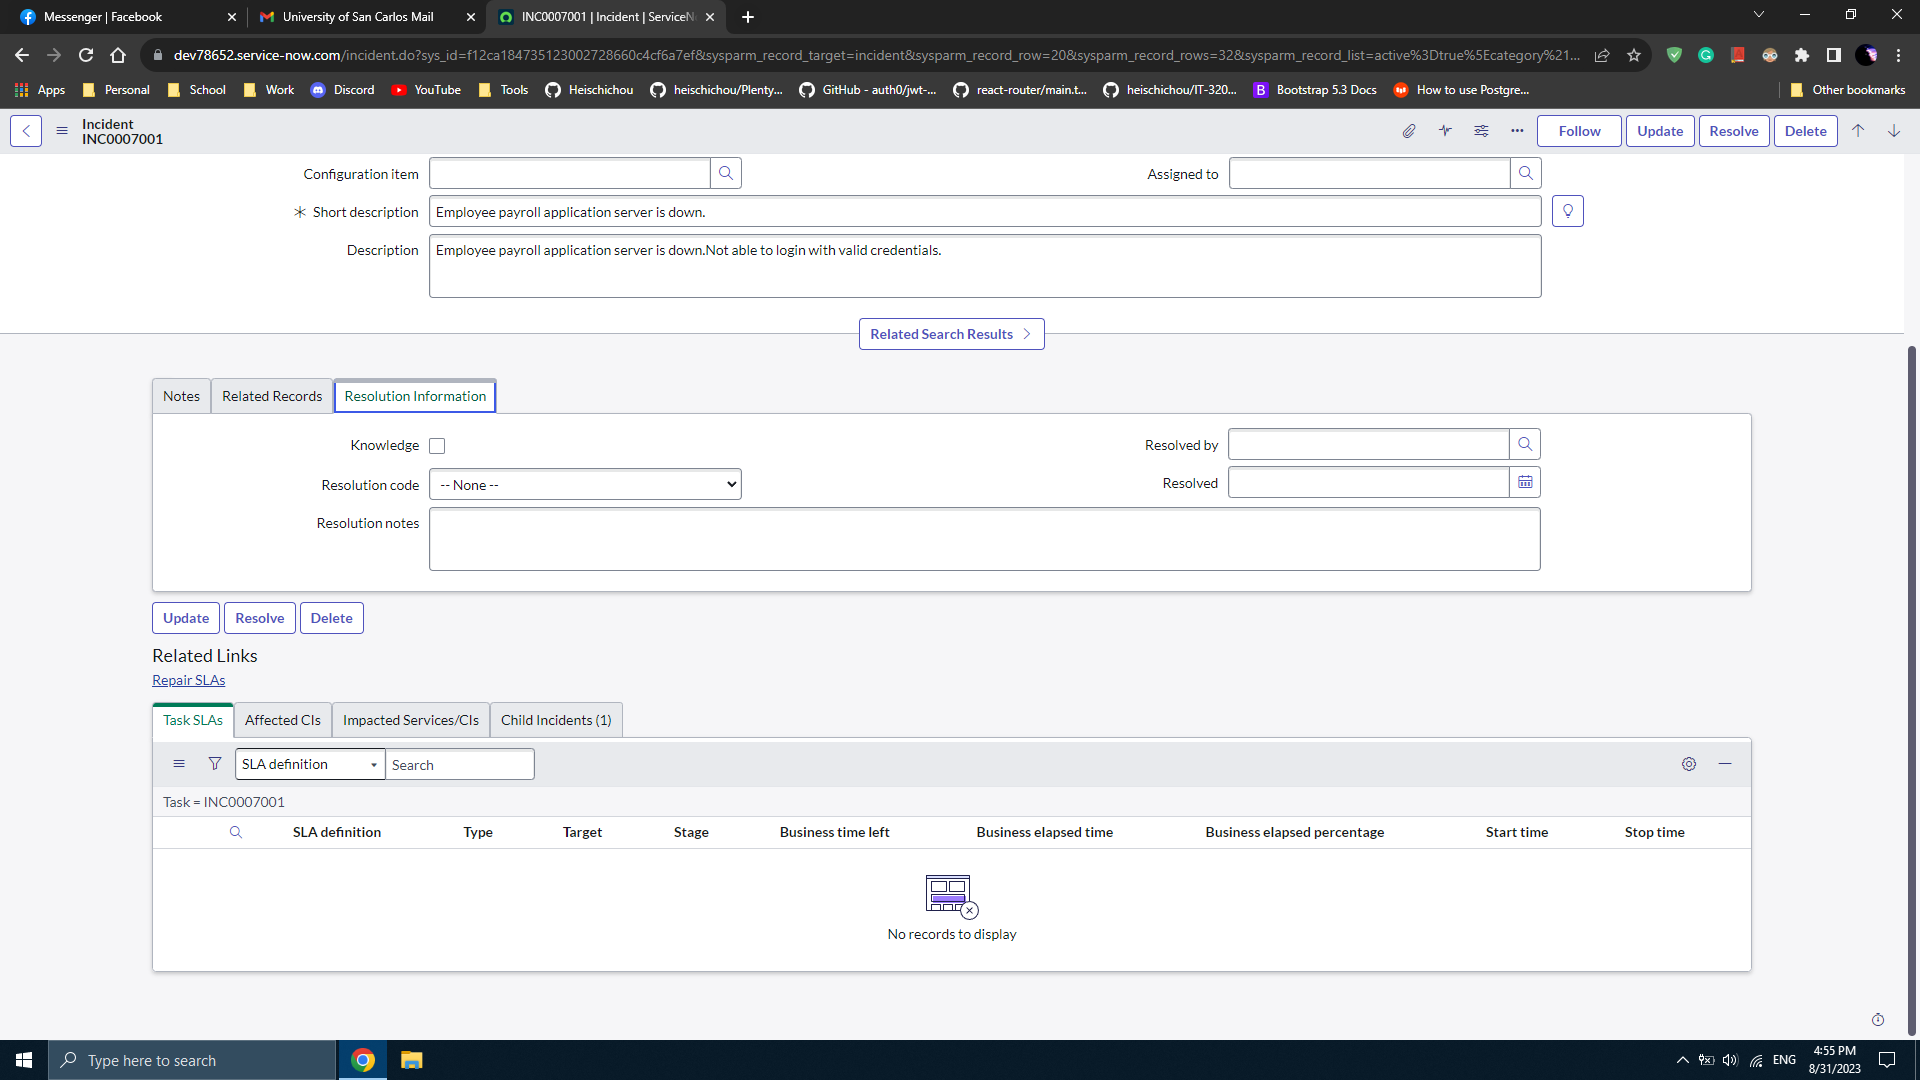 Messenger | Facebook
University of San Carlos Mail
INC0007001 | Incident | ServiceN
dev78652.service-now.com/incident.do?sys_id=f12ca184735123002728660c4cf6a7ef&sysparm_record_target=incident&sysparm_record_row=20&sysparm_record_rows=32&sysparm_record_list=active%3Dtrue%5Ecategory%21...
Apps
Personal
School
Work
Discord
YouTube
Tools
Heischichou
heischichou/Plenty...
GitHub - auth0/jwt-...
react-router/main.t...
heischichou/IT-320...
B Bootstrap 5.3 Docs
How to use Postgre...
Other bookmarks
Incident
INC0007001
Follow
Update
Resolve
Delete
Configuration item
Assigned to
Short description
Employee payroll application server is down.
Description
Employee payroll application server is down.Not able to login with valid credentials.
Related Search Results
Notes
Related Records
Resolution Information
Knowledge
Resolved by
Resolution code
-- None --
Resolved
Resolution notes
Update
Resolve
Delete
Related Links
Repair SLAs
Task SLAs
Affected CIs
Impacted Services/CIs
Child Incidents (1)
SLA definition
Search
Task = INC0007001
SLA definition
Type
Target
Stage
Business time left
Business elapsed time
Business elapsed percentage
Start time
Stop time
No records to display
Type here to search
ENG
4:55 PM
8/31/2023